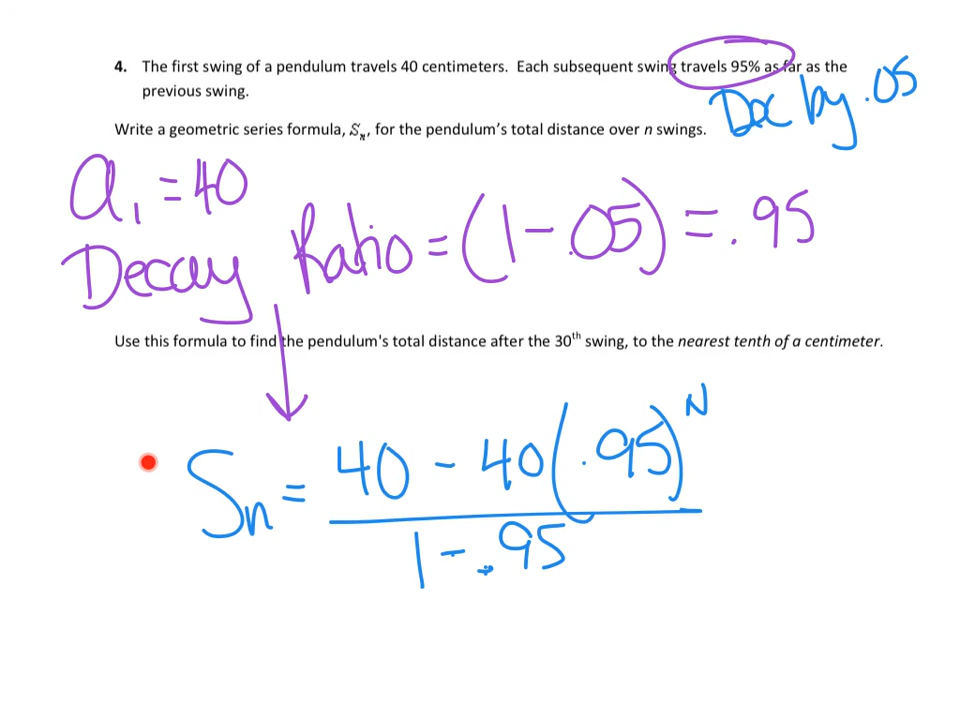 4. The first swing of a pendulum travels 40 centimeters. Each subsequent swing travels 95% as far as the
previous swing.
Dec by .05
Write a geometric series formula, Sₙ, for the pendulum's total distance over n swings.
a₁ = 40
Decay Ratio = (1 - .05) = .95
Use this formula to find the pendulum's total distance after the 30th swing, to the nearest tenth of a centimeter.
Sn = 40 - 40(.95)^N
1 - .95